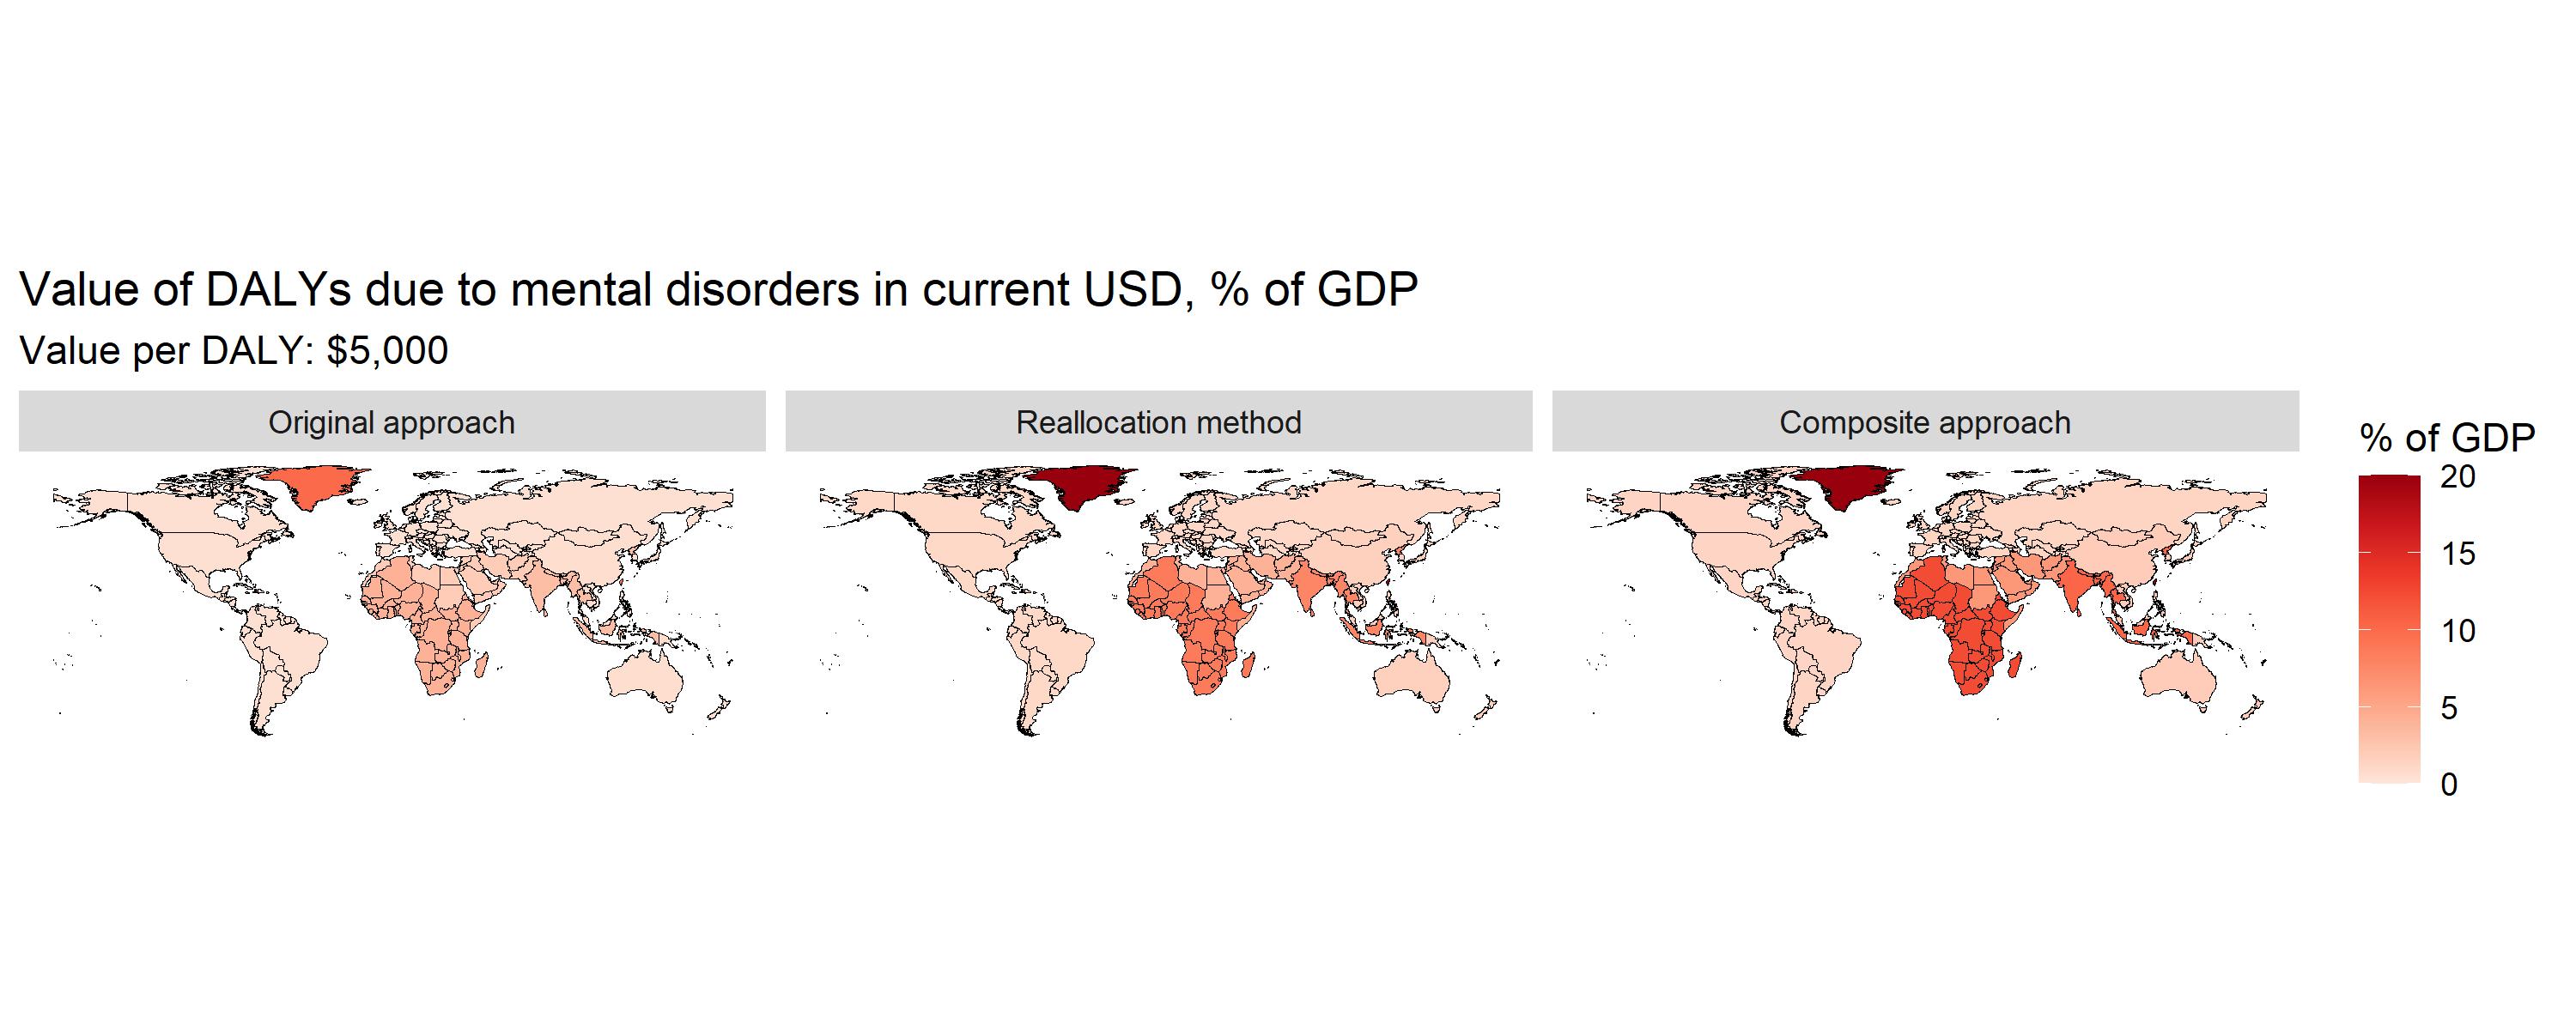 Value of DALYs due to mental disorders in current USD, % of GDP
Value per DALY: $5,000
Original approach
Reallocation method
Composite approach
% of GDP
20
15
10
5
0